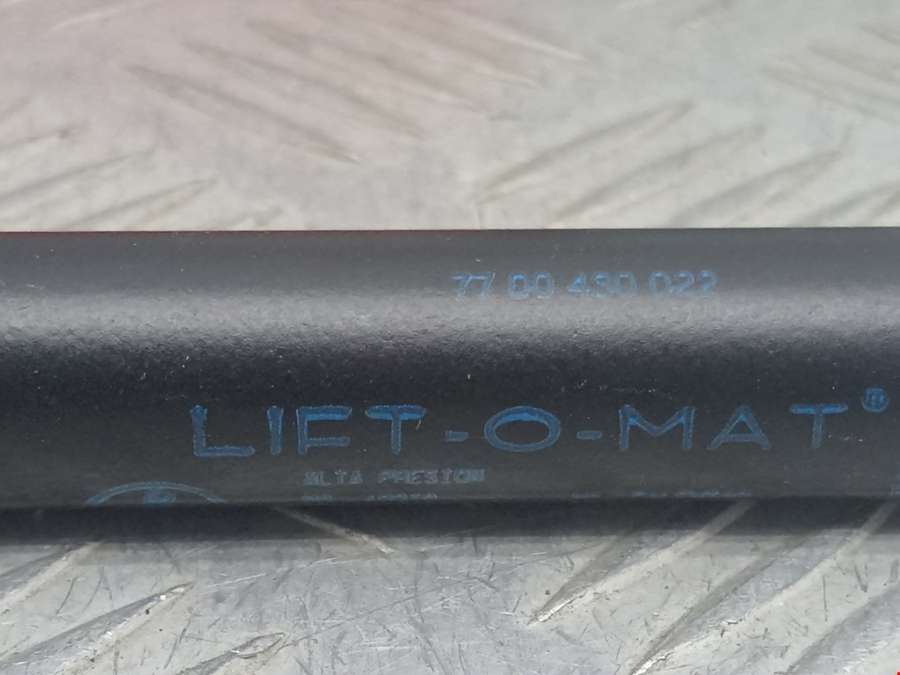 77 00 430 022
LIFT-O-MAT®
ALTA PRESION